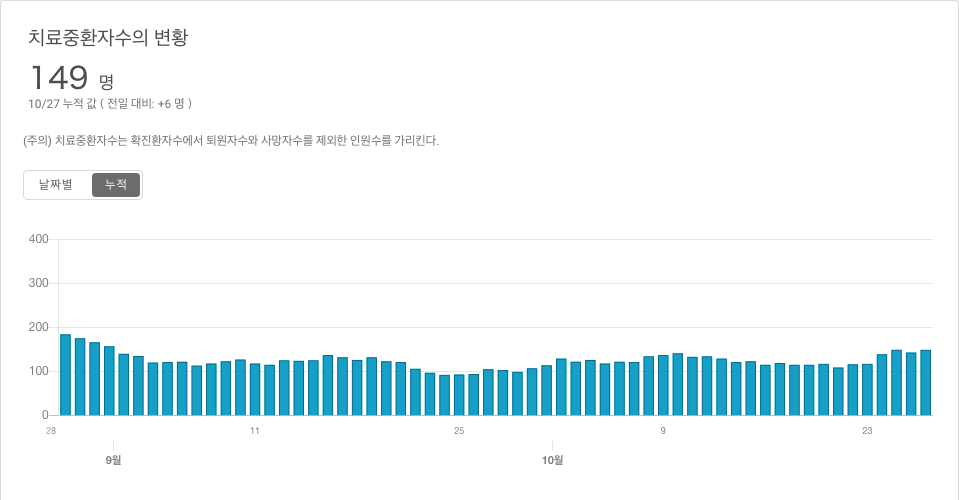 치료중환자수의 변황
149 명
10/27 누적 값 ( 전일 대비: +6 명 )
(주의) 치료중환자수는 확진환자수에서 퇴원자수와 사망자수를 제외한 인원수를 가리킨다.
날짜별 누적
400
300
200
100
0
28 11 25 9 23
9월 10월